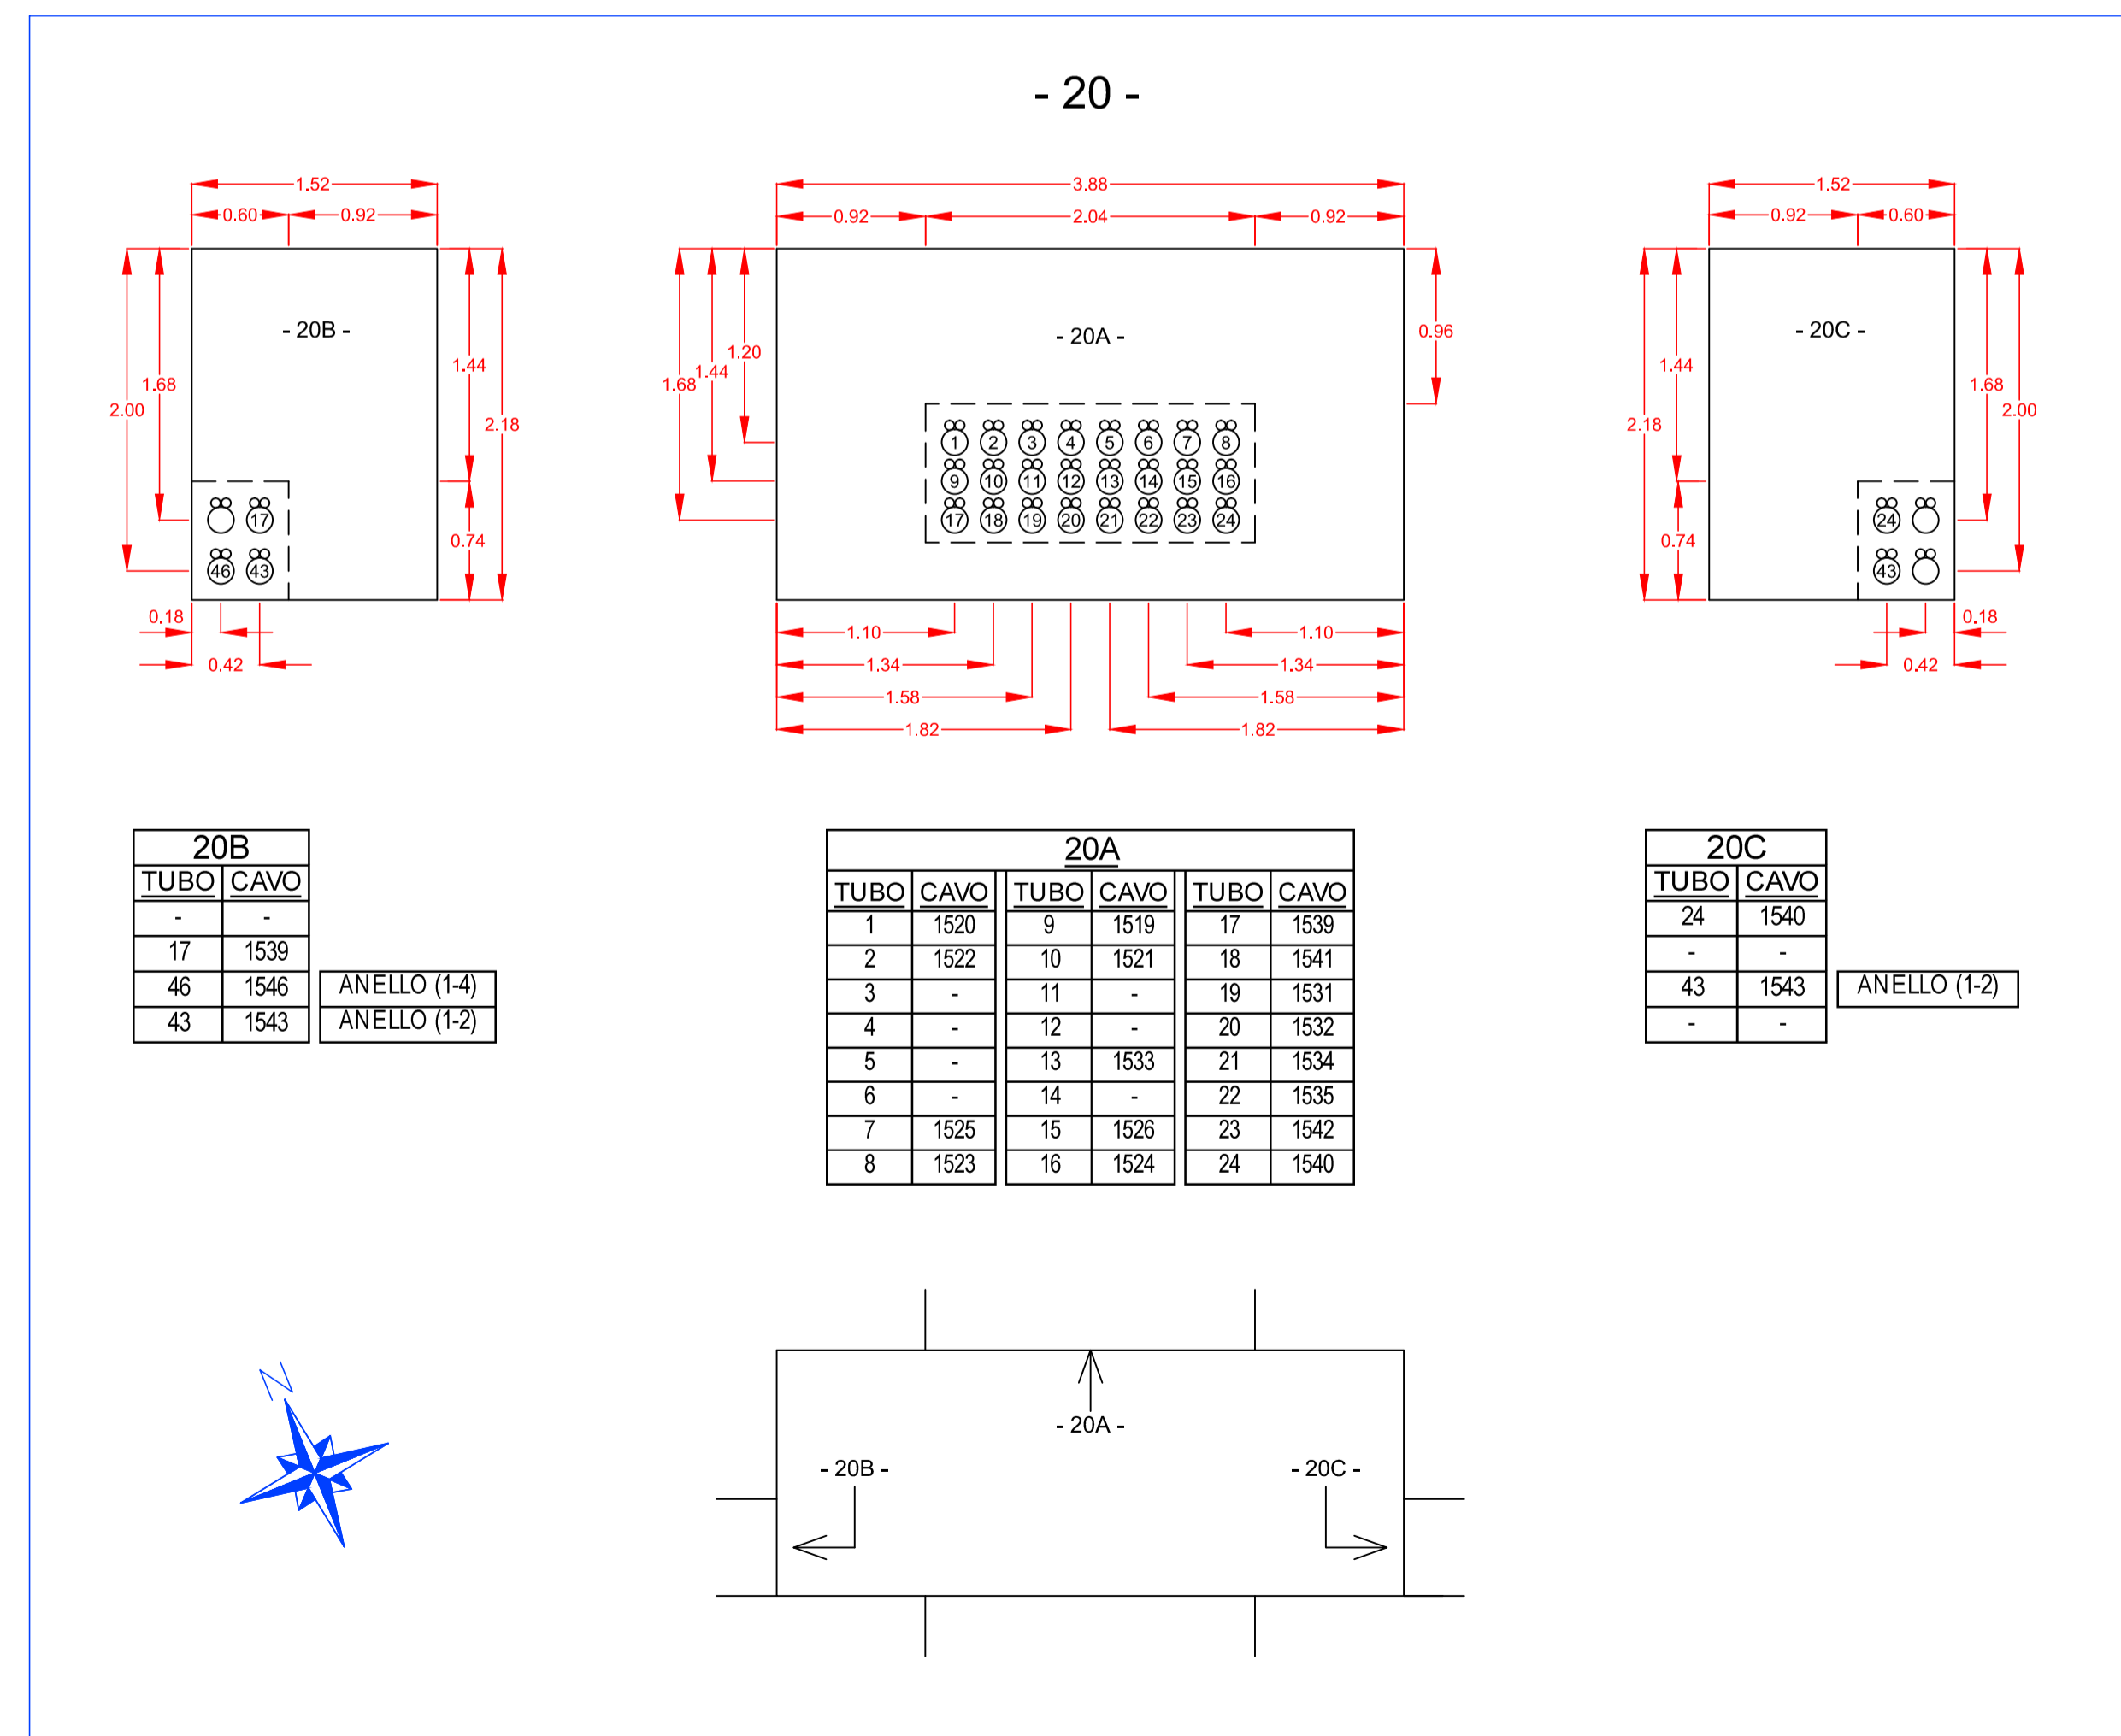 - 20 -
1.52
0.60 0.92
2.00
1.68
- 20B -
1.44
2.18
0.74
17
46 43
0.18
0.42
3.88
0.92 2.04 0.92
1.68
1.44
1.20
- 20A -
0.96
1 2 3 4 5 6 7 8
9 10 11 12 13 14 15 16
17 18 19 20 21 22 23 24
1.10 1.10
1.34 1.34
1.58 1.58
1.82 1.82
1.52
0.92 0.60
2.18
1.44
- 20C -
1.68
2.00
0.74
24
43
0.18
0.42
20B
TUBO CAVO
- -
17 1539
46 1546 ANELLO (1-4)
43 1543 ANELLO (1-2)
20A
TUBO CAVO TUBO CAVO TUBO CAVO
1 1520 9 1519 17 1539
2 1522 10 1521 18 1541
3 - 11 - 19 1531
4 - 12 - 20 1532
5 - 13 1533 21 1534
6 - 14 - 22 1535
7 1525 15 1526 23 1542
8 1523 16 1524 24 1540
20C
TUBO CAVO
24 1540
- -
43 1543 ANELLO (1-2)
- -
N
- 20A -
- 20B - - 20C -